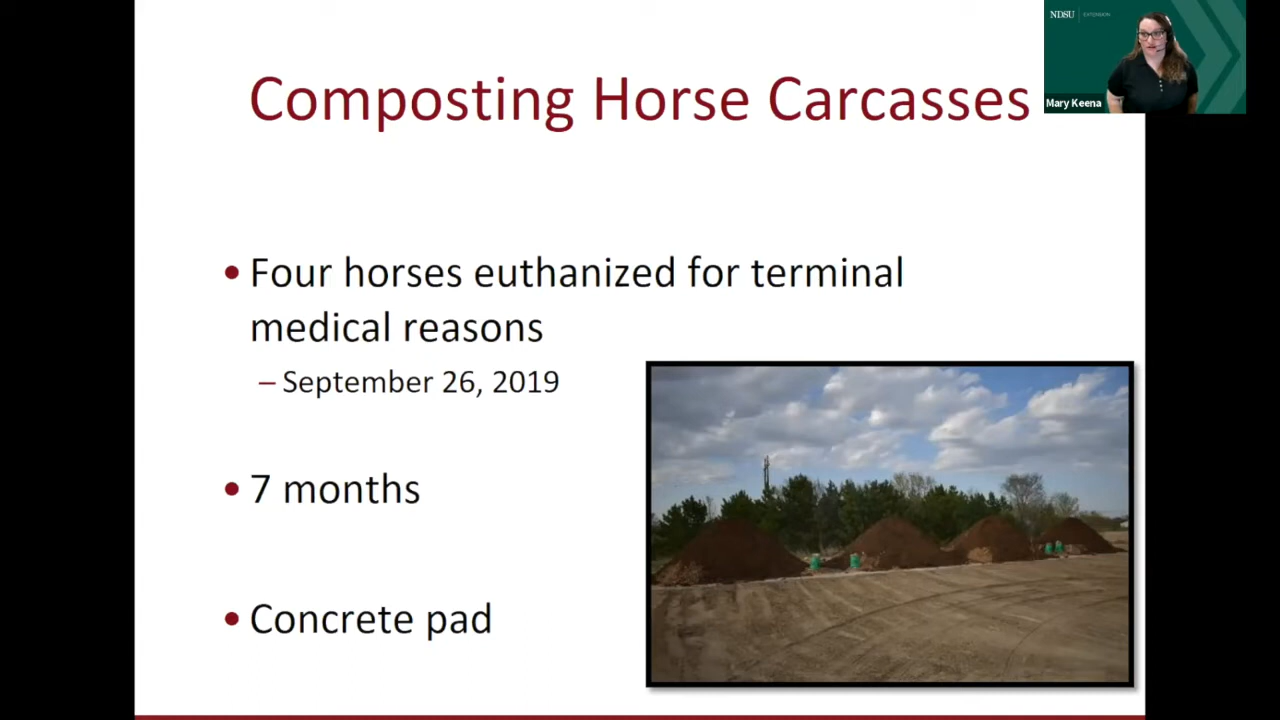 NDSU EXTENSION
Mary Keena
Composting Horse Carcasses
• Four horses euthanized for terminal
medical reasons
– September 26, 2019
• 7 months
• Concrete pad